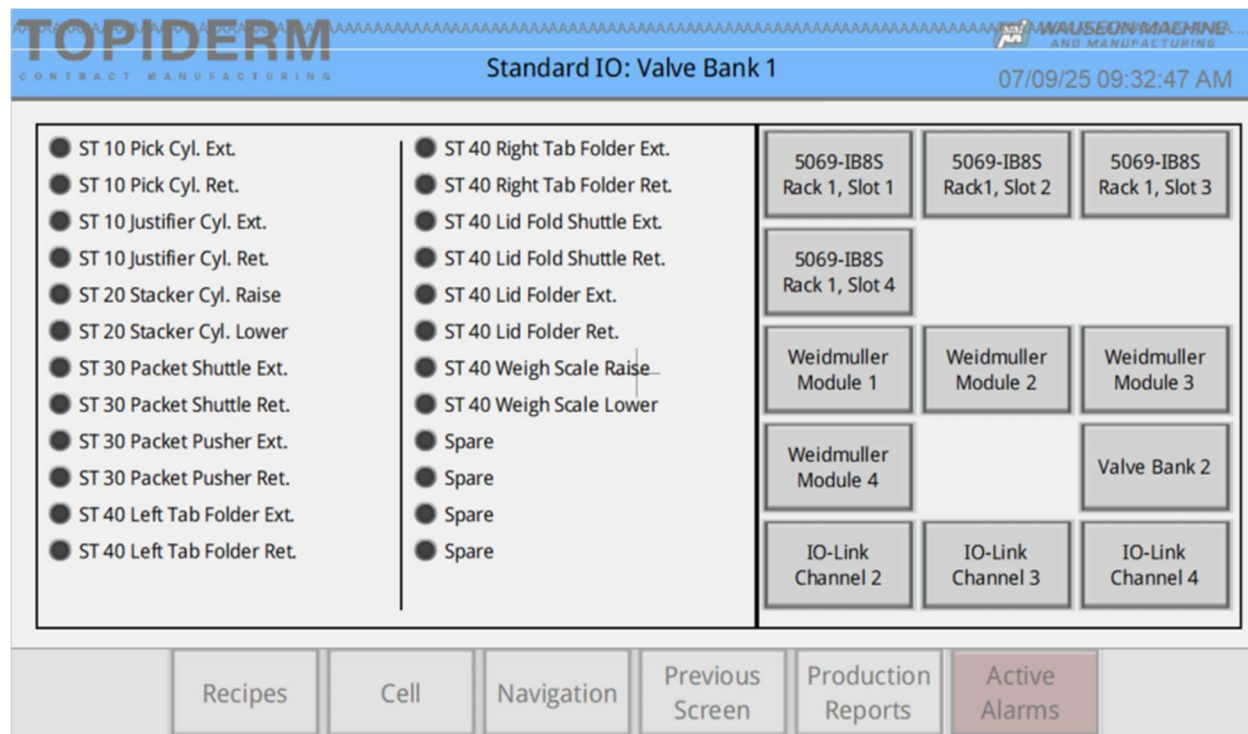 TOPIDERM
CONTRACT MANUFACTURING
Standard IO: Valve Bank 1
WAUSEON MACHINE
AND MANUFACTURING
07/09/25 09:32:47 AM
ST 10 Pick Cyl. Ext.
ST 10 Pick Cyl. Ret.
ST 10 Justifier Cyl. Ext.
ST 10 Justifier Cyl. Ret.
ST 20 Stacker Cyl. Raise
ST 20 Stacker Cyl. Lower
ST 30 Packet Shuttle Ext.
ST 30 Packet Shuttle Ret.
ST 30 Packet Pusher Ext.
ST 30 Packet Pusher Ret.
ST 40 Left Tab Folder Ext.
ST 40 Left Tab Folder Ret.
ST 40 Right Tab Folder Ext.
ST 40 Right Tab Folder Ret.
ST 40 Lid Fold Shuttle Ext.
ST 40 Lid Fold Shuttle Ret.
ST 40 Lid Folder Ext.
ST 40 Lid Folder Ret.
ST 40 Weigh Scale Raise
ST 40 Weigh Scale Lower
Spare
Spare
Spare
Spare
5069-IB8S
Rack 1, Slot 1
5069-IB8S
Rack1, Slot 2
5069-IB8S
Rack 1, Slot 3
5069-IB8S
Rack 1, Slot 4
Weidmuller
Module 1
Weidmuller
Module 2
Weidmuller
Module 3
Weidmuller
Module 4
Valve Bank 2
IO-Link
Channel 2
IO-Link
Channel 3
IO-Link
Channel 4
Recipes
Cell
Navigation
Previous
Screen
Production
Reports
Active
Alarms